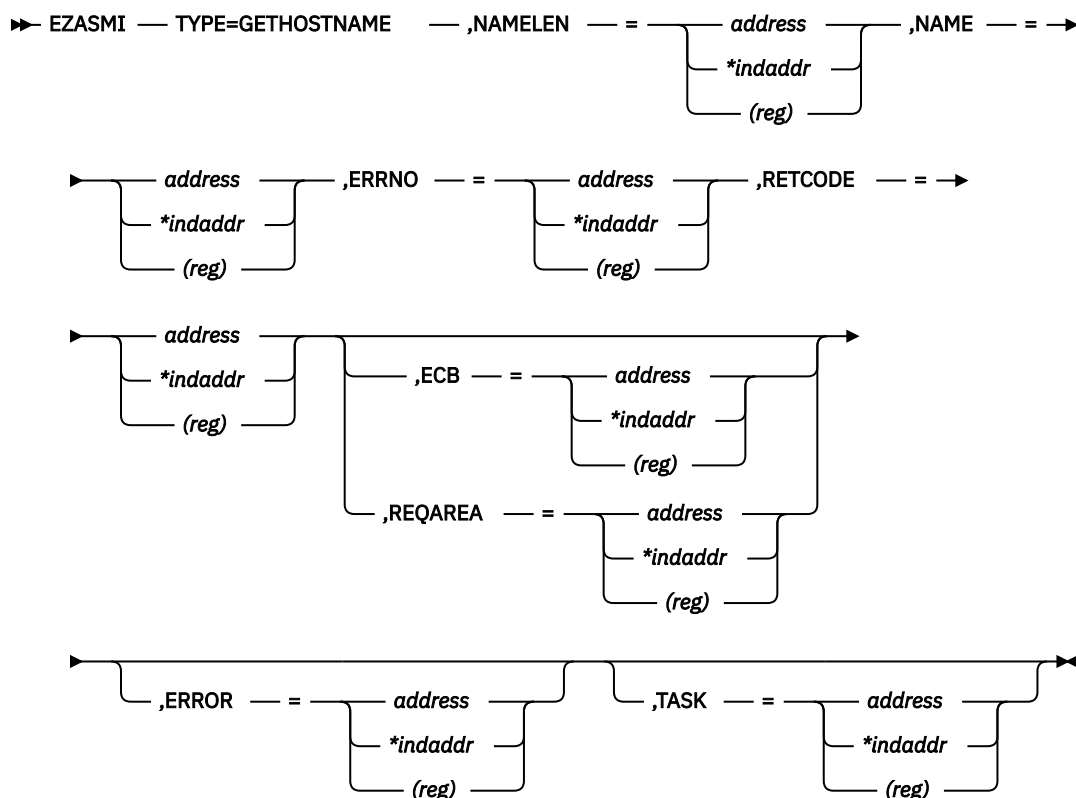 EZASMI TYPE=GETHOSTNAME ,NAMELEN = address ,NAME =
*indaddr
(reg)
address ,ERRNO = address ,RETCODE =
*indaddr *indaddr
(reg) (reg)
address
*indaddr
(reg)
,ECB = address
*indaddr
(reg)
,REQAREA = address
*indaddr
(reg)
,ERROR = address ,TASK = address
*indaddr *indaddr
(reg) (reg)